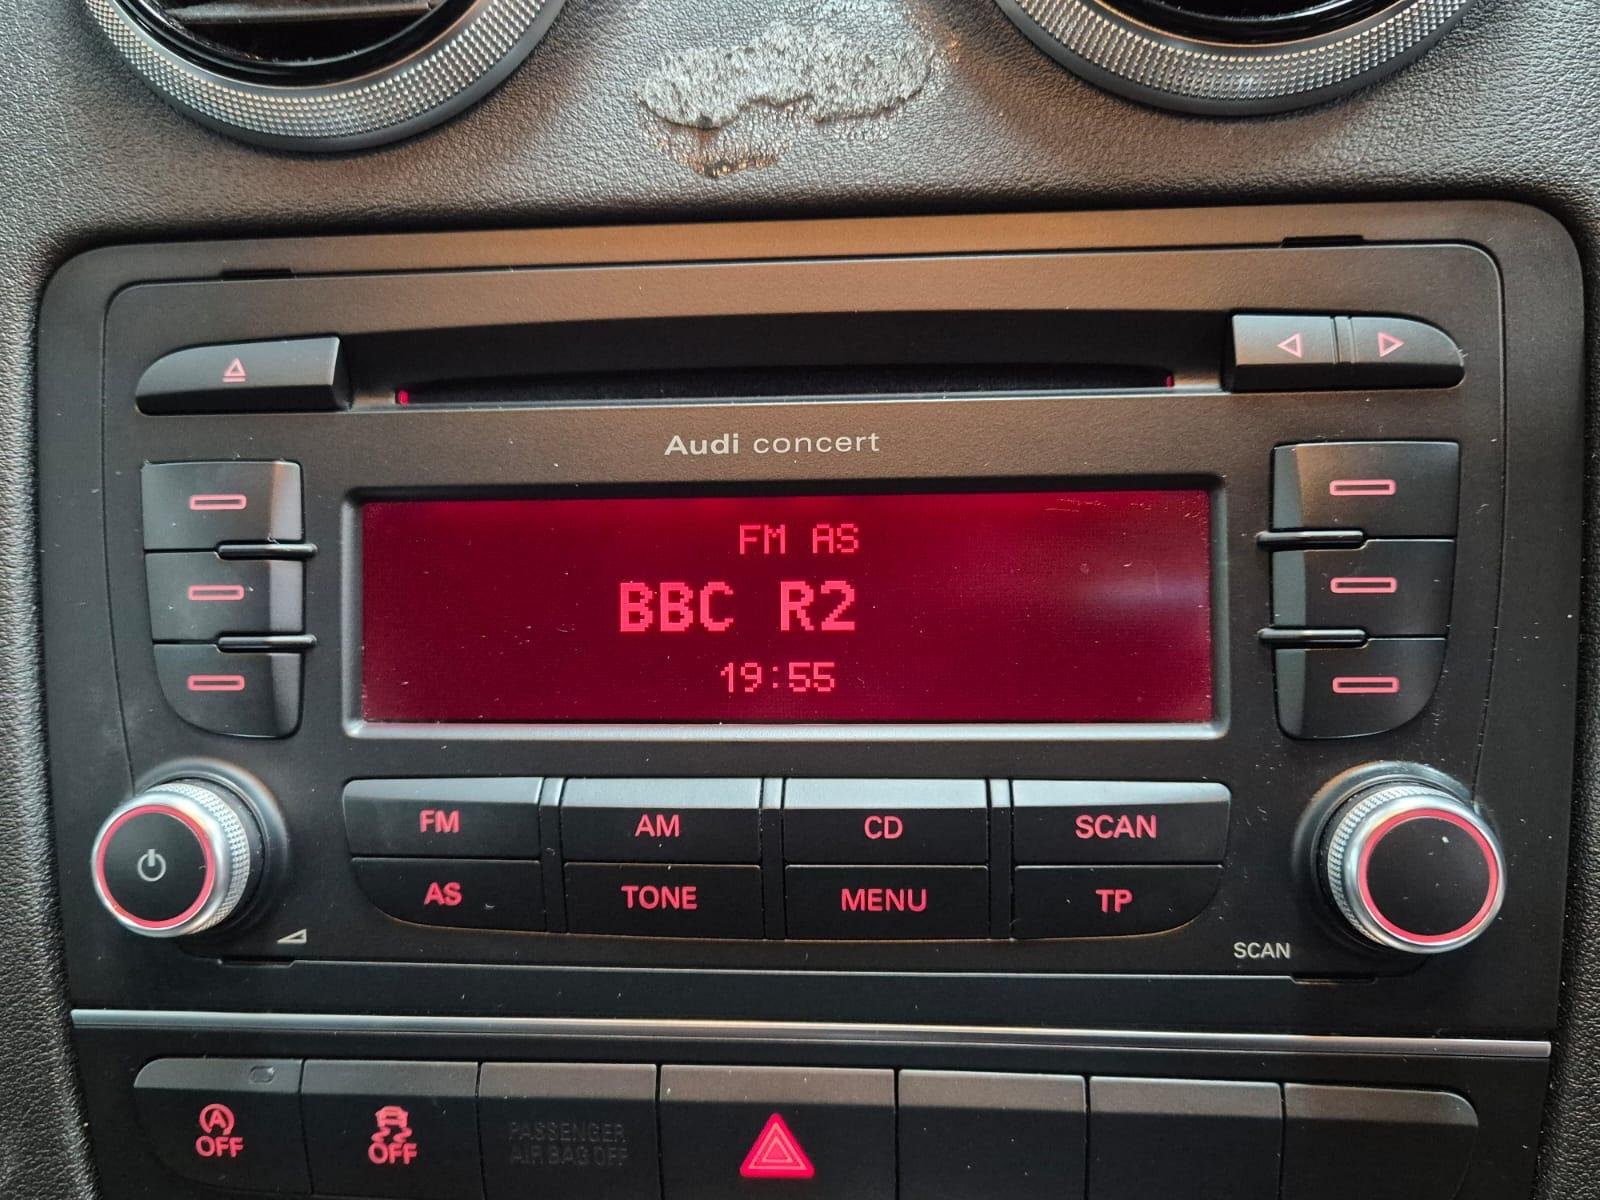 Audi concert
FM AS
BBC R2
19:55
FM AM CD SCAN
AS TONE MENU TP
SCAN
A
OFF
OFF
PASSENGER
AIR BAG OFF